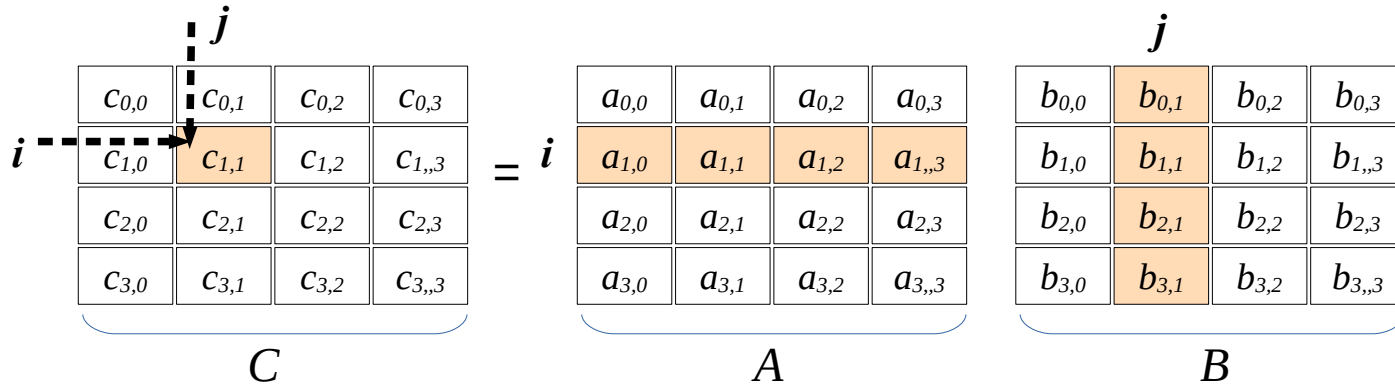 j j
c0,0 c0,1 c0,2 c0,3 a0,0 a0,1 a0,2 a0,3 b0,0 b0,1 b0,2 b0,3
i c1,0 c1,1 c1,2 c1,,3 = i a1,0 a1,1 a1,2 a1,,3 b1,0 b1,1 b1,2 b1,,3
c2,0 c2,1 c2,2 c2,3 a2,0 a2,1 a2,2 a2,3 b2,0 b2,1 b2,2 b2,3
c3,0 c3,1 c3,2 c3,,3 a3,0 a3,1 a3,2 a3,,3 b3,0 b3,1 b3,2 b3,,3
C A B